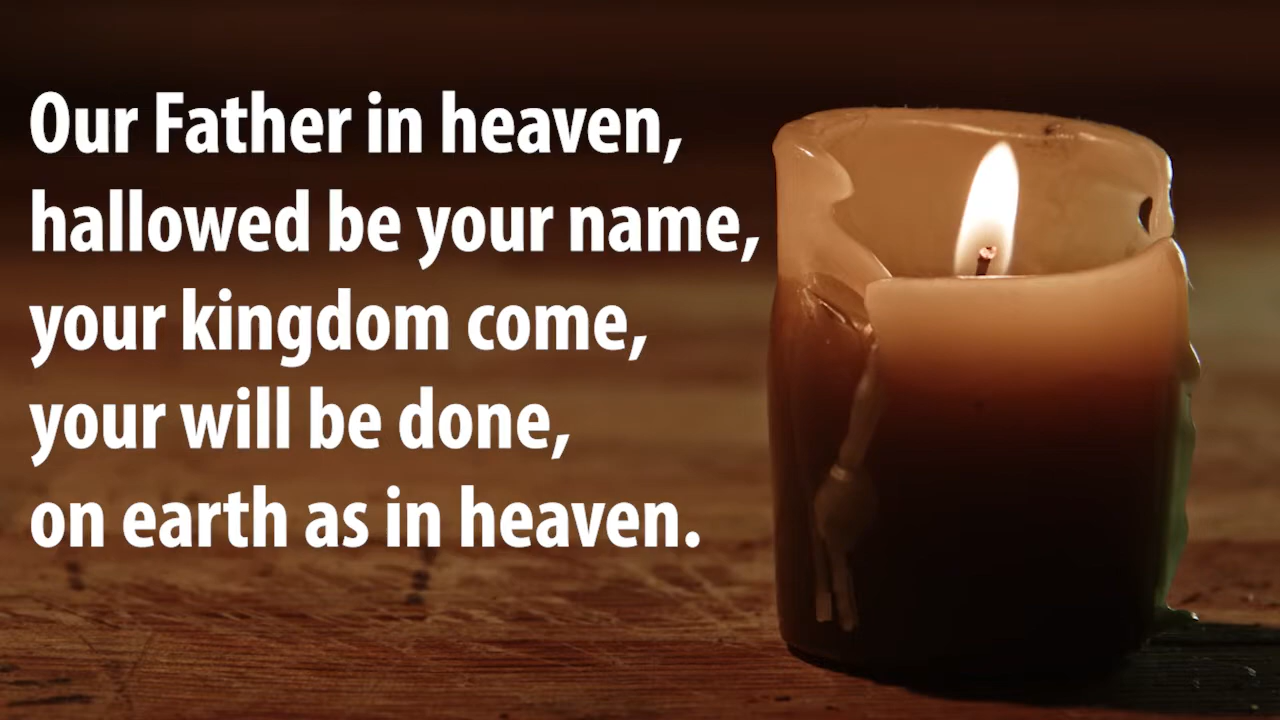 Our Father in heaven,
hallowed be your name,
your kingdom come,
your will be done,
on earth as in heaven.